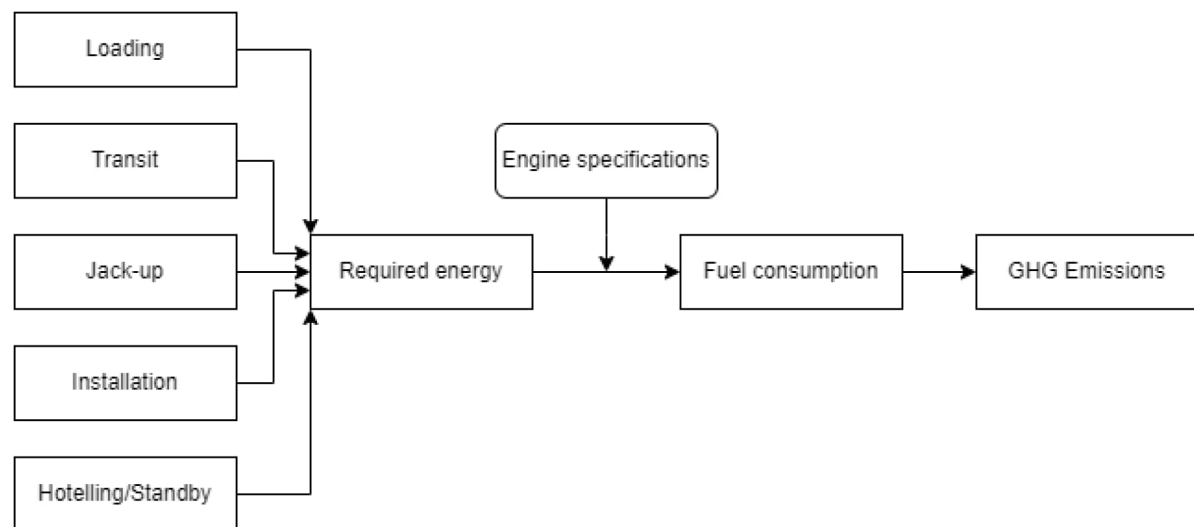 Loading
Transit
Engine specifications
Jack-up
Required energy
Fuel consumption
GHG Emissions
Installation
Hotelling/Standby